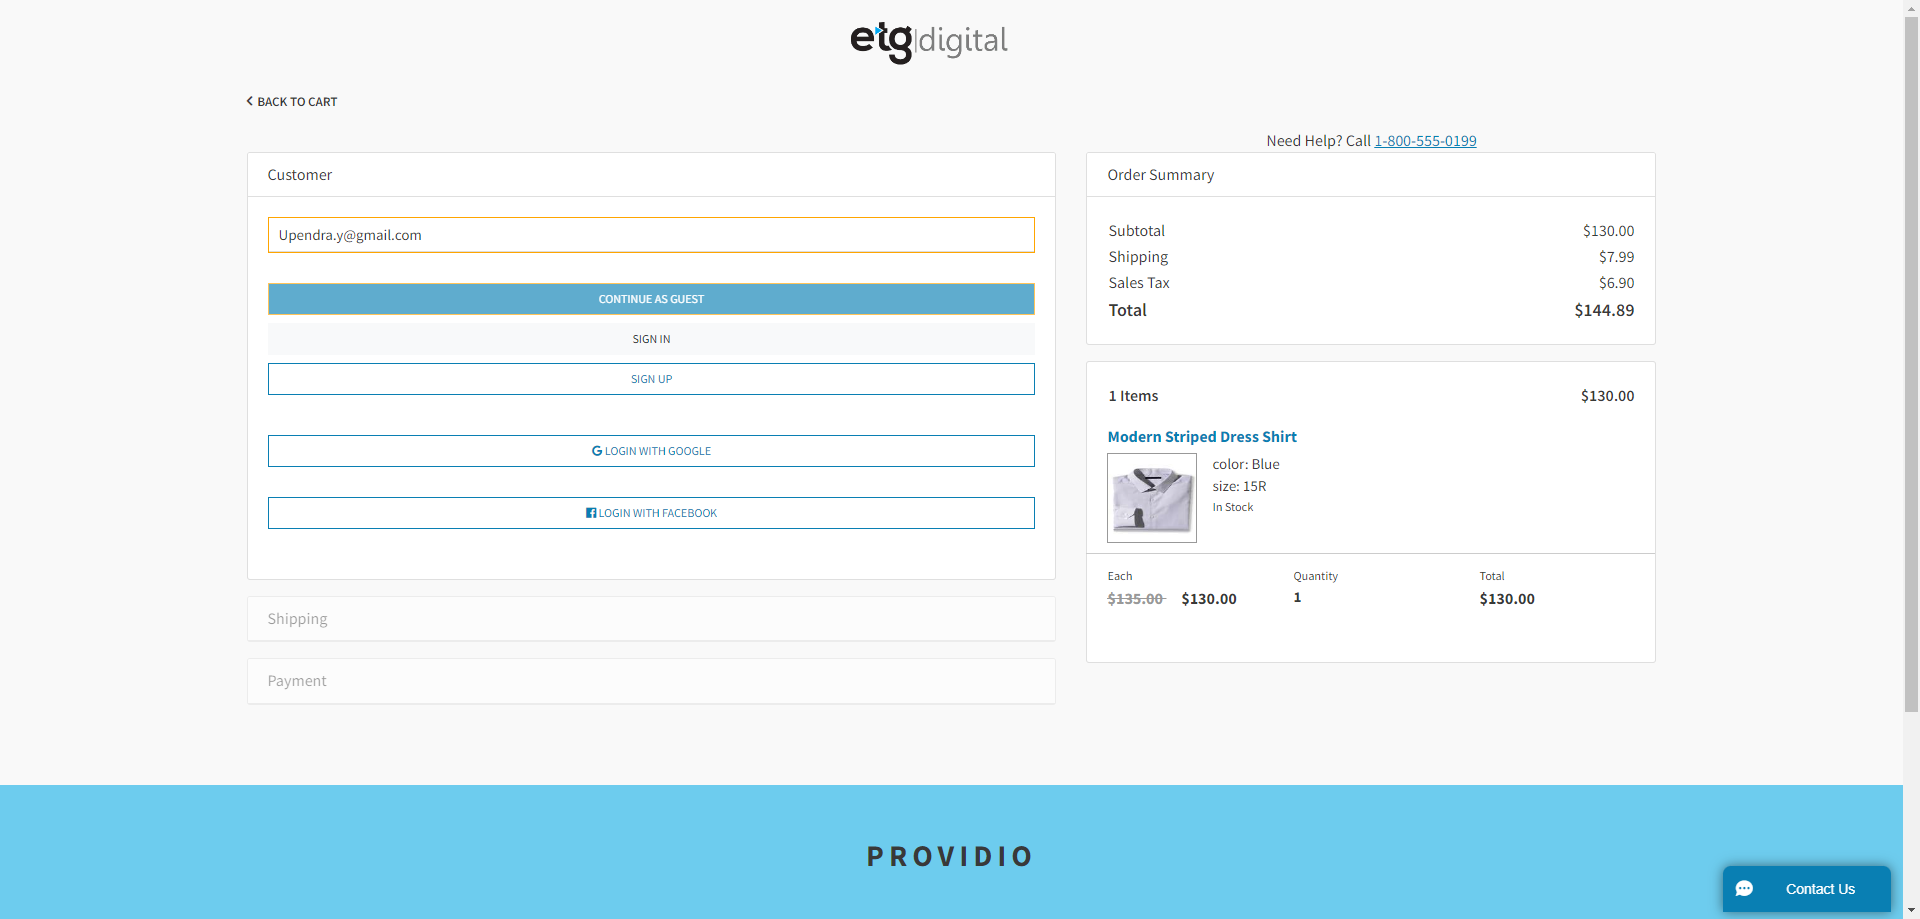 etg|digital
BACK TO CART
Need Help? Call 1-800-555-0199
Customer
Upendra.y@gmail.com
CONTINUE AS GUEST
SIGN IN
SIGN UP
LOGIN WITH GOOGLE
LOGIN WITH FACEBOOK
Shipping
Payment
Order Summary
Subtotal $130.00
Shipping $7.99
Sales Tax $6.90
Total $144.89
1 Items $130.00
Modern Striped Dress Shirt
color: Blue
size: 15R
In Stock
Each Quantity Total
$135.00 $130.00 1 $130.00
PROVIDIO
Contact Us